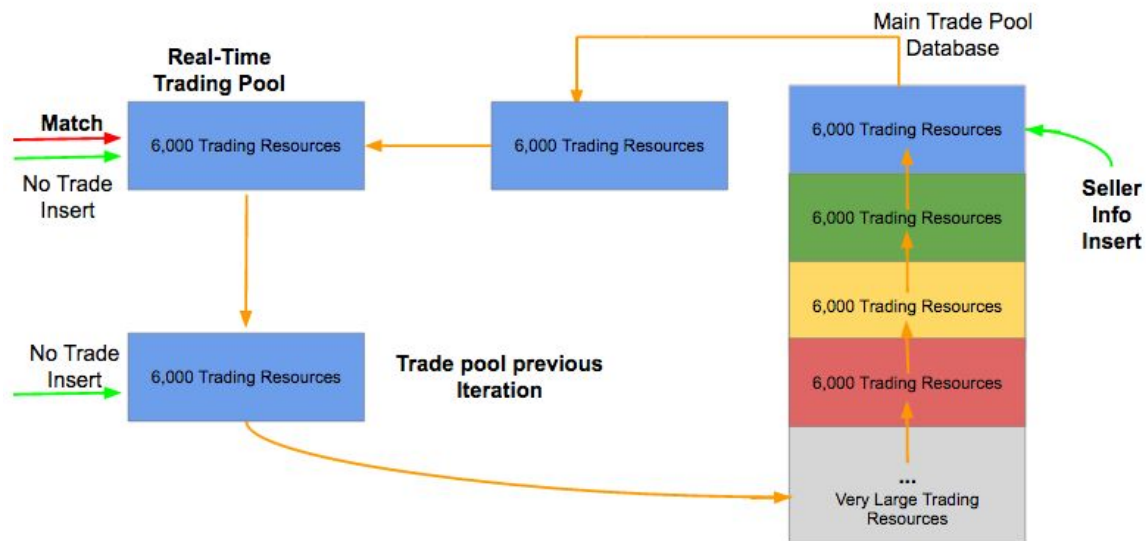 Main Trade Pool
Database
Real-Time
Trading Pool
Match
6,000 Trading Resources
6,000 Trading Resources
6,000 Trading Resources
No Trade
Insert
Seller
Info
Insert
6,000 Trading Resources
6,000 Trading Resources
No Trade
Insert
6,000 Trading Resources
Trade pool previous
Iteration
6,000 Trading Resources
...
Very Large Trading
Resources